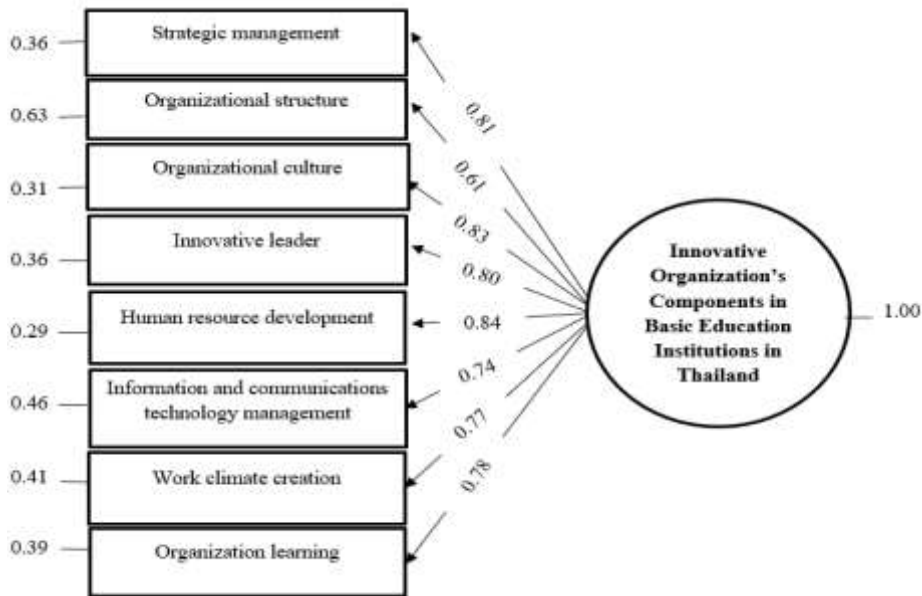 0.36
Strategic management
0.81
0.63
Organizational structure
0.61
0.31
Organizational culture
0.83
0.36
Innovative leader
0.80
0.29
Human resource development
0.84
0.46
Information and communications
technology management
0.74
0.41
Work climate creation
0.77
0.39
Organization learning
0.78
Innovative
Organization's
Components in
Basic Education
Institutions in
Thailand
1.00